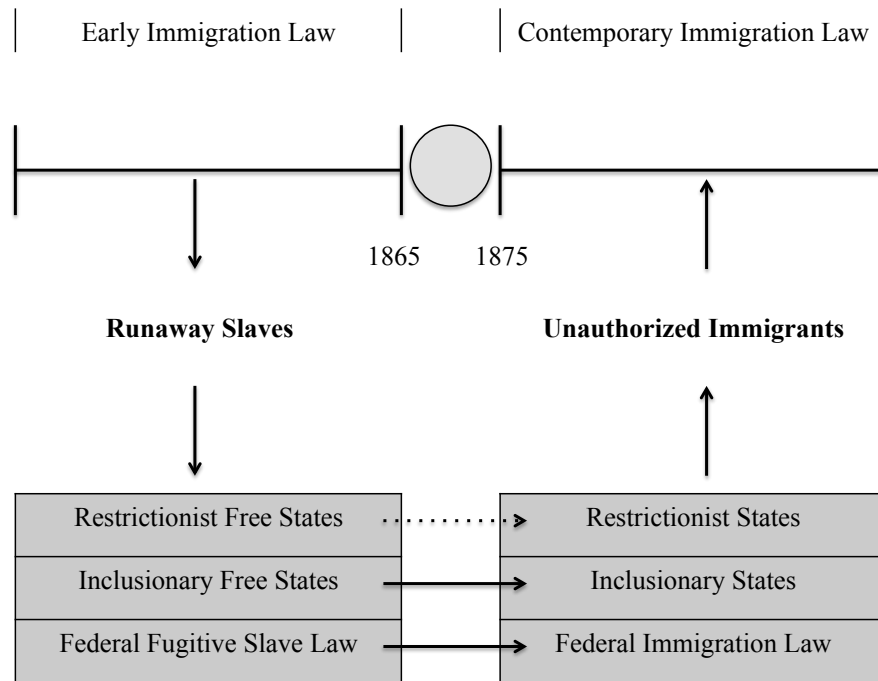 Early Immigration Law
Contemporary Immigration Law
1865
1875
Runaway Slaves
Unauthorized Immigrants
Restrictionist Free States
Restrictionist States
Inclusionary Free States
Inclusionary States
Federal Fugitive Slave Law
Federal Immigration Law